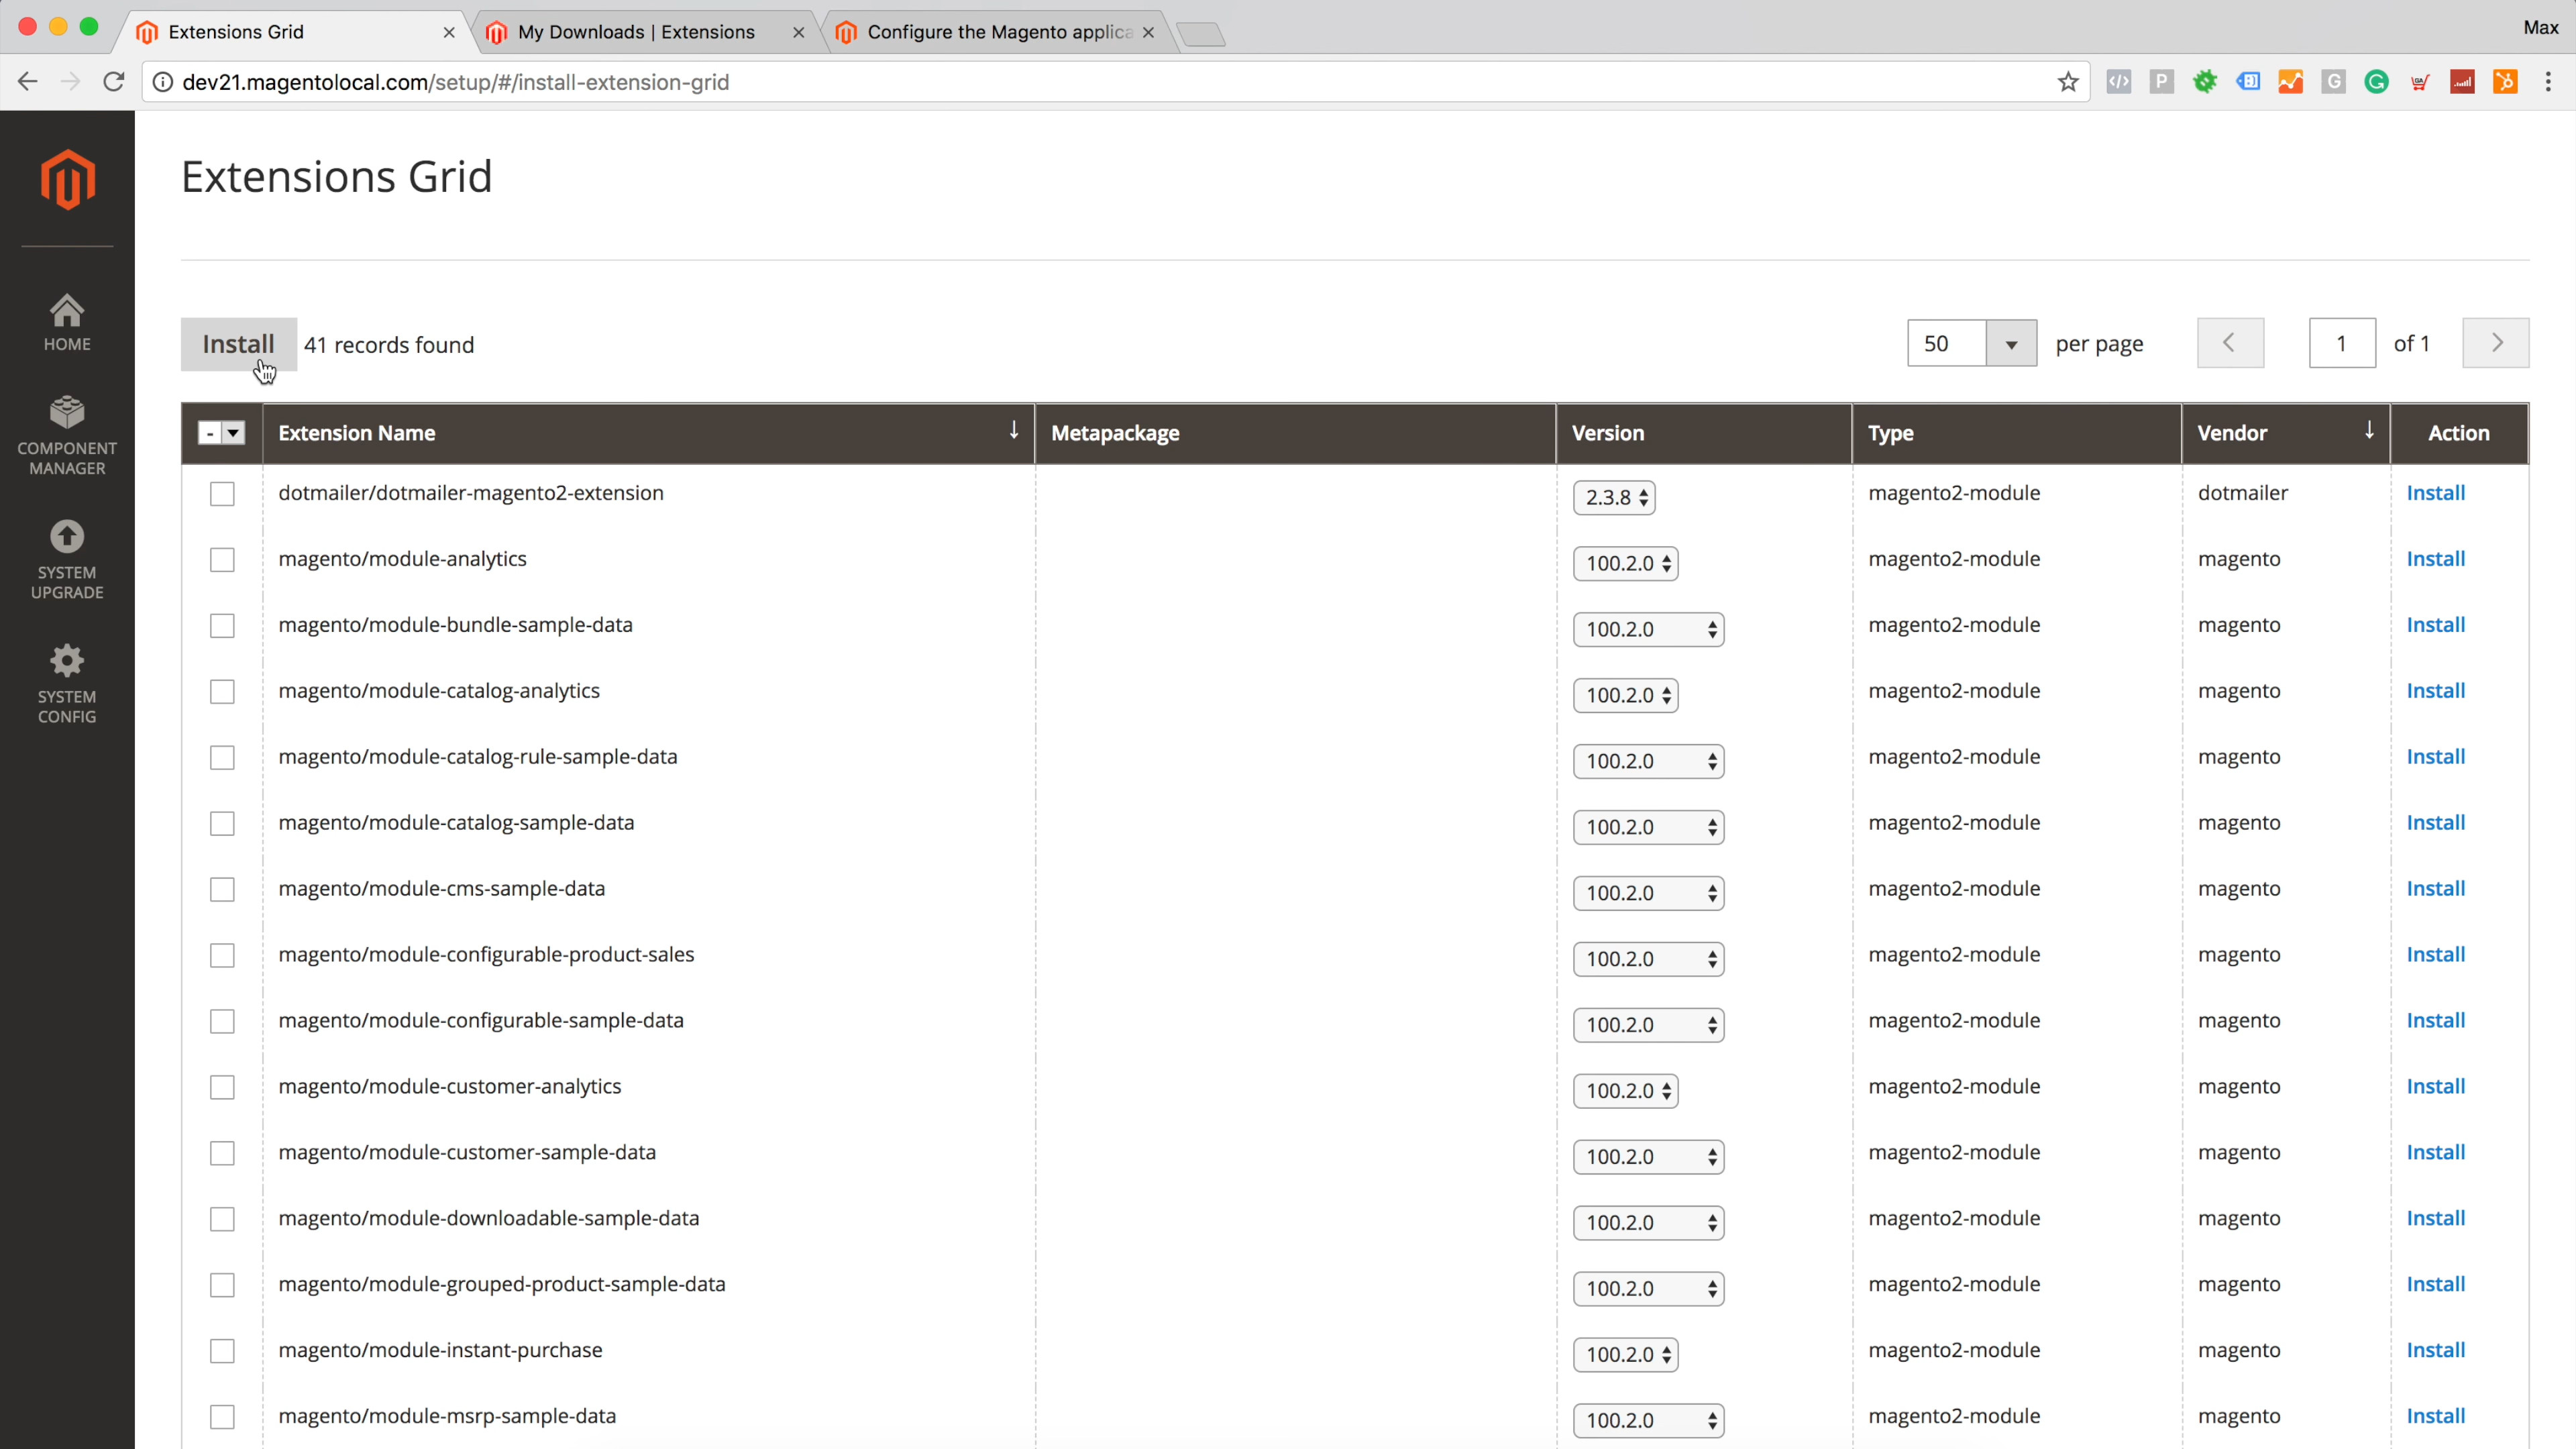 Extensions Grid
My Downloads | Extensions
Configure the Magento applica
Max
dev21.magentolocal.com/setup/#/install-extension-grid
Extensions Grid
HOME
COMPONENT
MANAGER
SYSTEM
UPGRADE
SYSTEM
CONFIG
Install 41 records found 50 per page 1 of 1
- Extension Name Metapackage Version Type Vendor Action
dotmailer/dotmailer-magento2-extension 2.3.8 magento2-module dotmailer Install
magento/module-analytics 100.2.0 magento2-module magento Install
magento/module-bundle-sample-data 100.2.0 magento2-module magento Install
magento/module-catalog-analytics 100.2.0 magento2-module magento Install
magento/module-catalog-rule-sample-data 100.2.0 magento2-module magento Install
magento/module-catalog-sample-data 100.2.0 magento2-module magento Install
magento/module-cms-sample-data 100.2.0 magento2-module magento Install
magento/module-configurable-product-sales 100.2.0 magento2-module magento Install
magento/module-configurable-sample-data 100.2.0 magento2-module magento Install
magento/module-customer-analytics 100.2.0 magento2-module magento Install
magento/module-customer-sample-data 100.2.0 magento2-module magento Install
magento/module-downloadable-sample-data 100.2.0 magento2-module magento Install
magento/module-grouped-product-sample-data 100.2.0 magento2-module magento Install
magento/module-instant-purchase 100.2.0 magento2-module magento Install
magento/module-msrp-sample-data 100.2.0 magento2-module magento Install